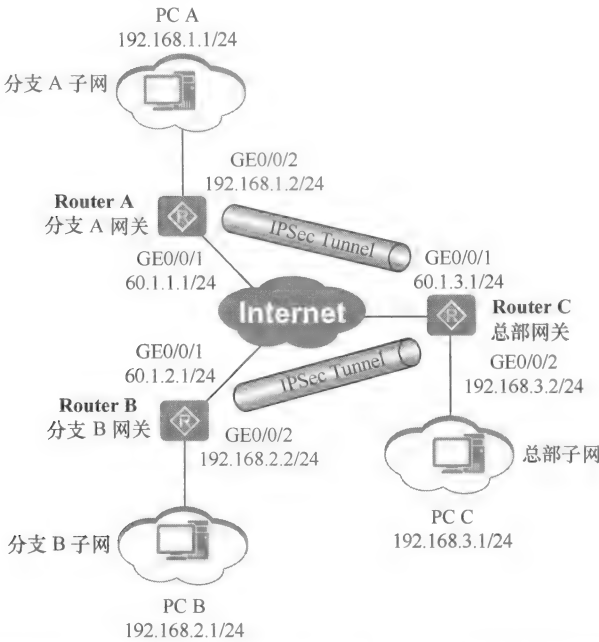 PC A
192.168.1.1/24
分支 A 子网
GE0/0/2
192.168.1.2/24
Router A
分支 A 网关
IPSec Tunnel
GE0/0/1
60.1.1.1/24
GE0/0/1
60.1.3.1/24
Internet
Router C
总部网关
GE0/0/1
60.1.2.1/24
IPSec Tunnel
GE0/0/2
192.168.3.2/24
Router B
分支 B 网关
GE0/0/2
192.168.2.2/24
总部子网
PC C
192.168.3.1/24
分支 B 子网
PC B
192.168.2.1/24